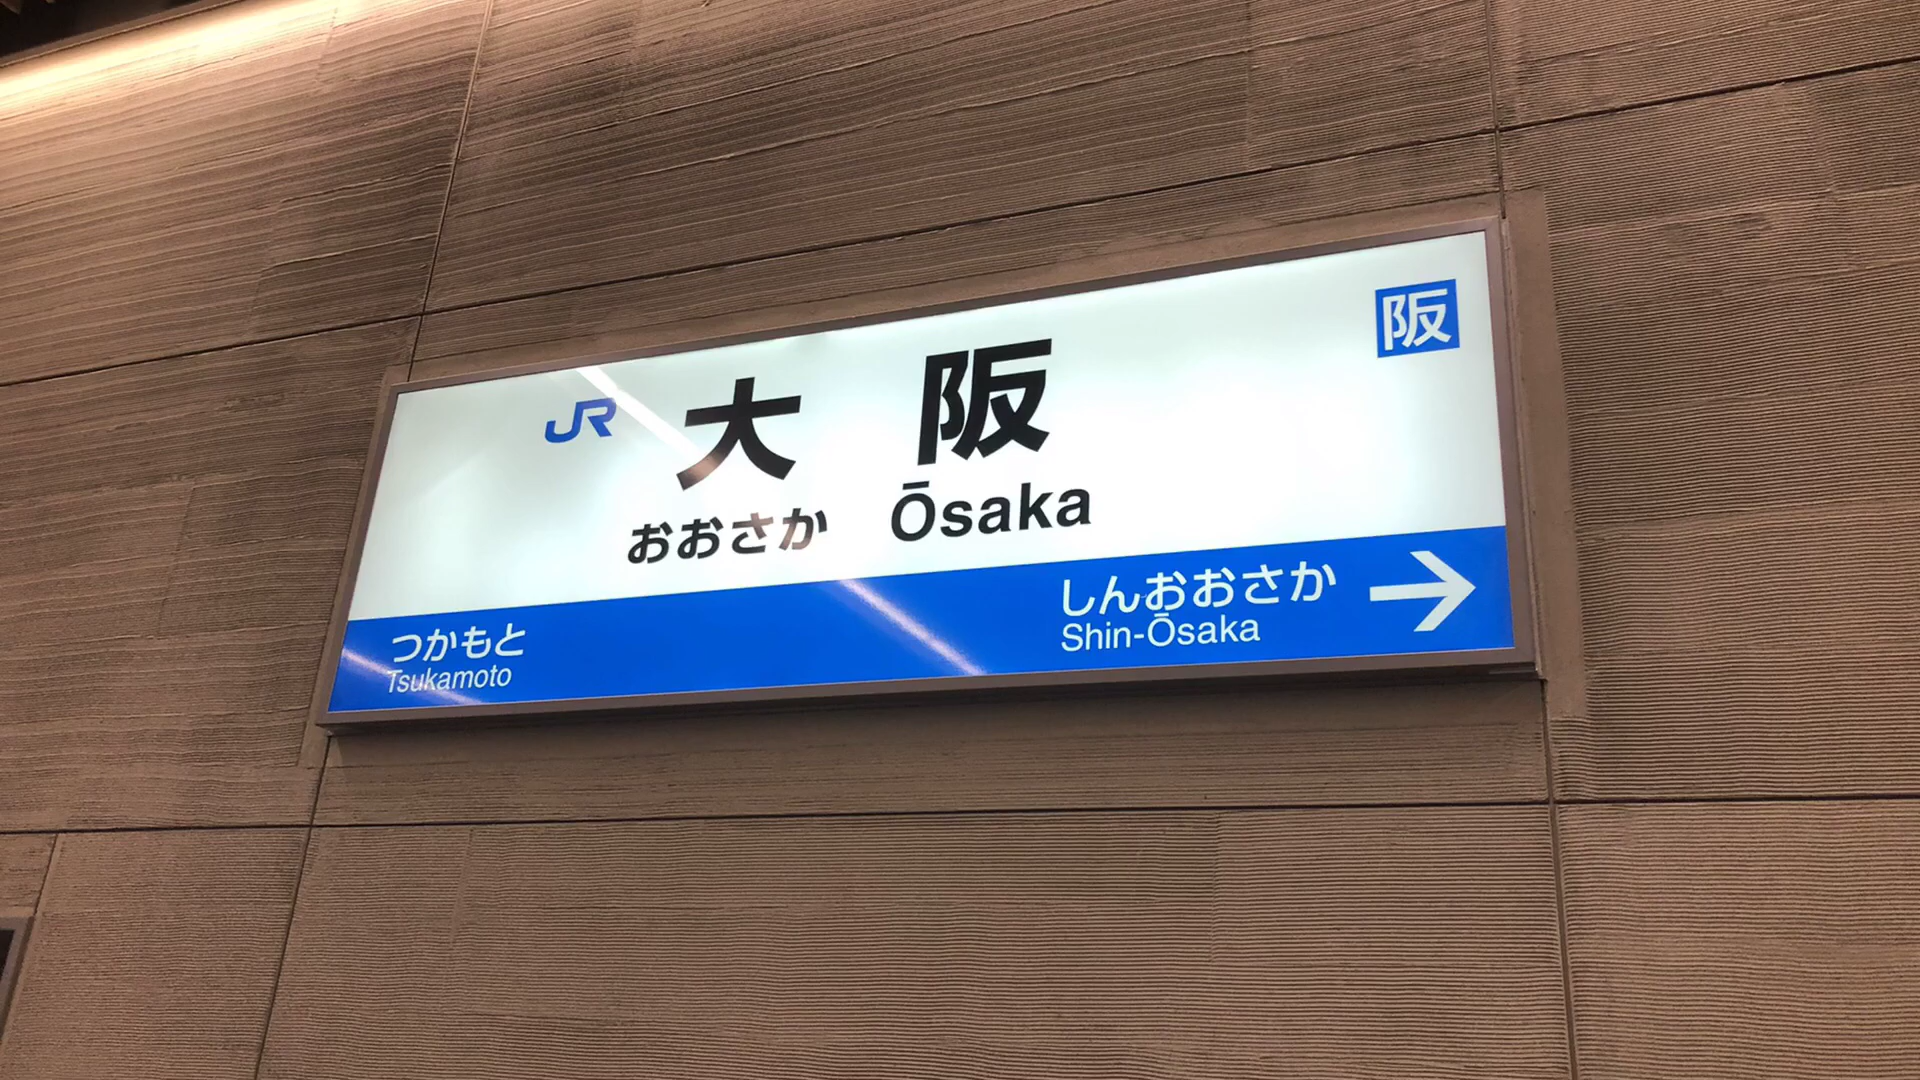 阪
JR 大阪
おおさか Ōsaka
しんおおさか →
つかもと
Shin-Ōsaka
Tsukamoto